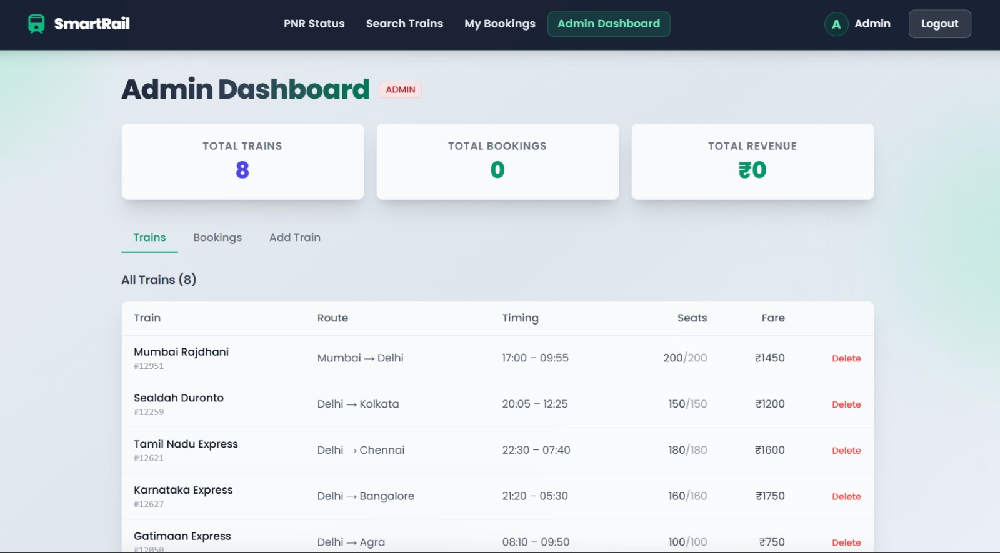 SmartRail
PNR Status Search Trains My Bookings Admin Dashboard
A Admin Logout
Admin Dashboard ADMIN
TOTAL TRAINS TOTAL BOOKINGS TOTAL REVENUE
8 0 ₹0
Trains Bookings Add Train
All Trains (8)
Train Route Timing Seats Fare
Mumbai Rajdhani
#12951
Mumbai → Delhi 17:00 – 09:55 200/200 ₹1450 Delete
Sealdah Duronto
#12259
Delhi → Kolkata 20:05 – 12:25 150/150 ₹1200 Delete
Tamil Nadu Express
#12621
Delhi → Chennai 22:30 – 07:40 180/180 ₹1600 Delete
Karnataka Express
#12627
Delhi → Bangalore 21:20 – 05:30 160/160 ₹1750 Delete
Gatimaan Express
#12050
Delhi → Agra 08:10 – 09:50 100/100 ₹750 Delete